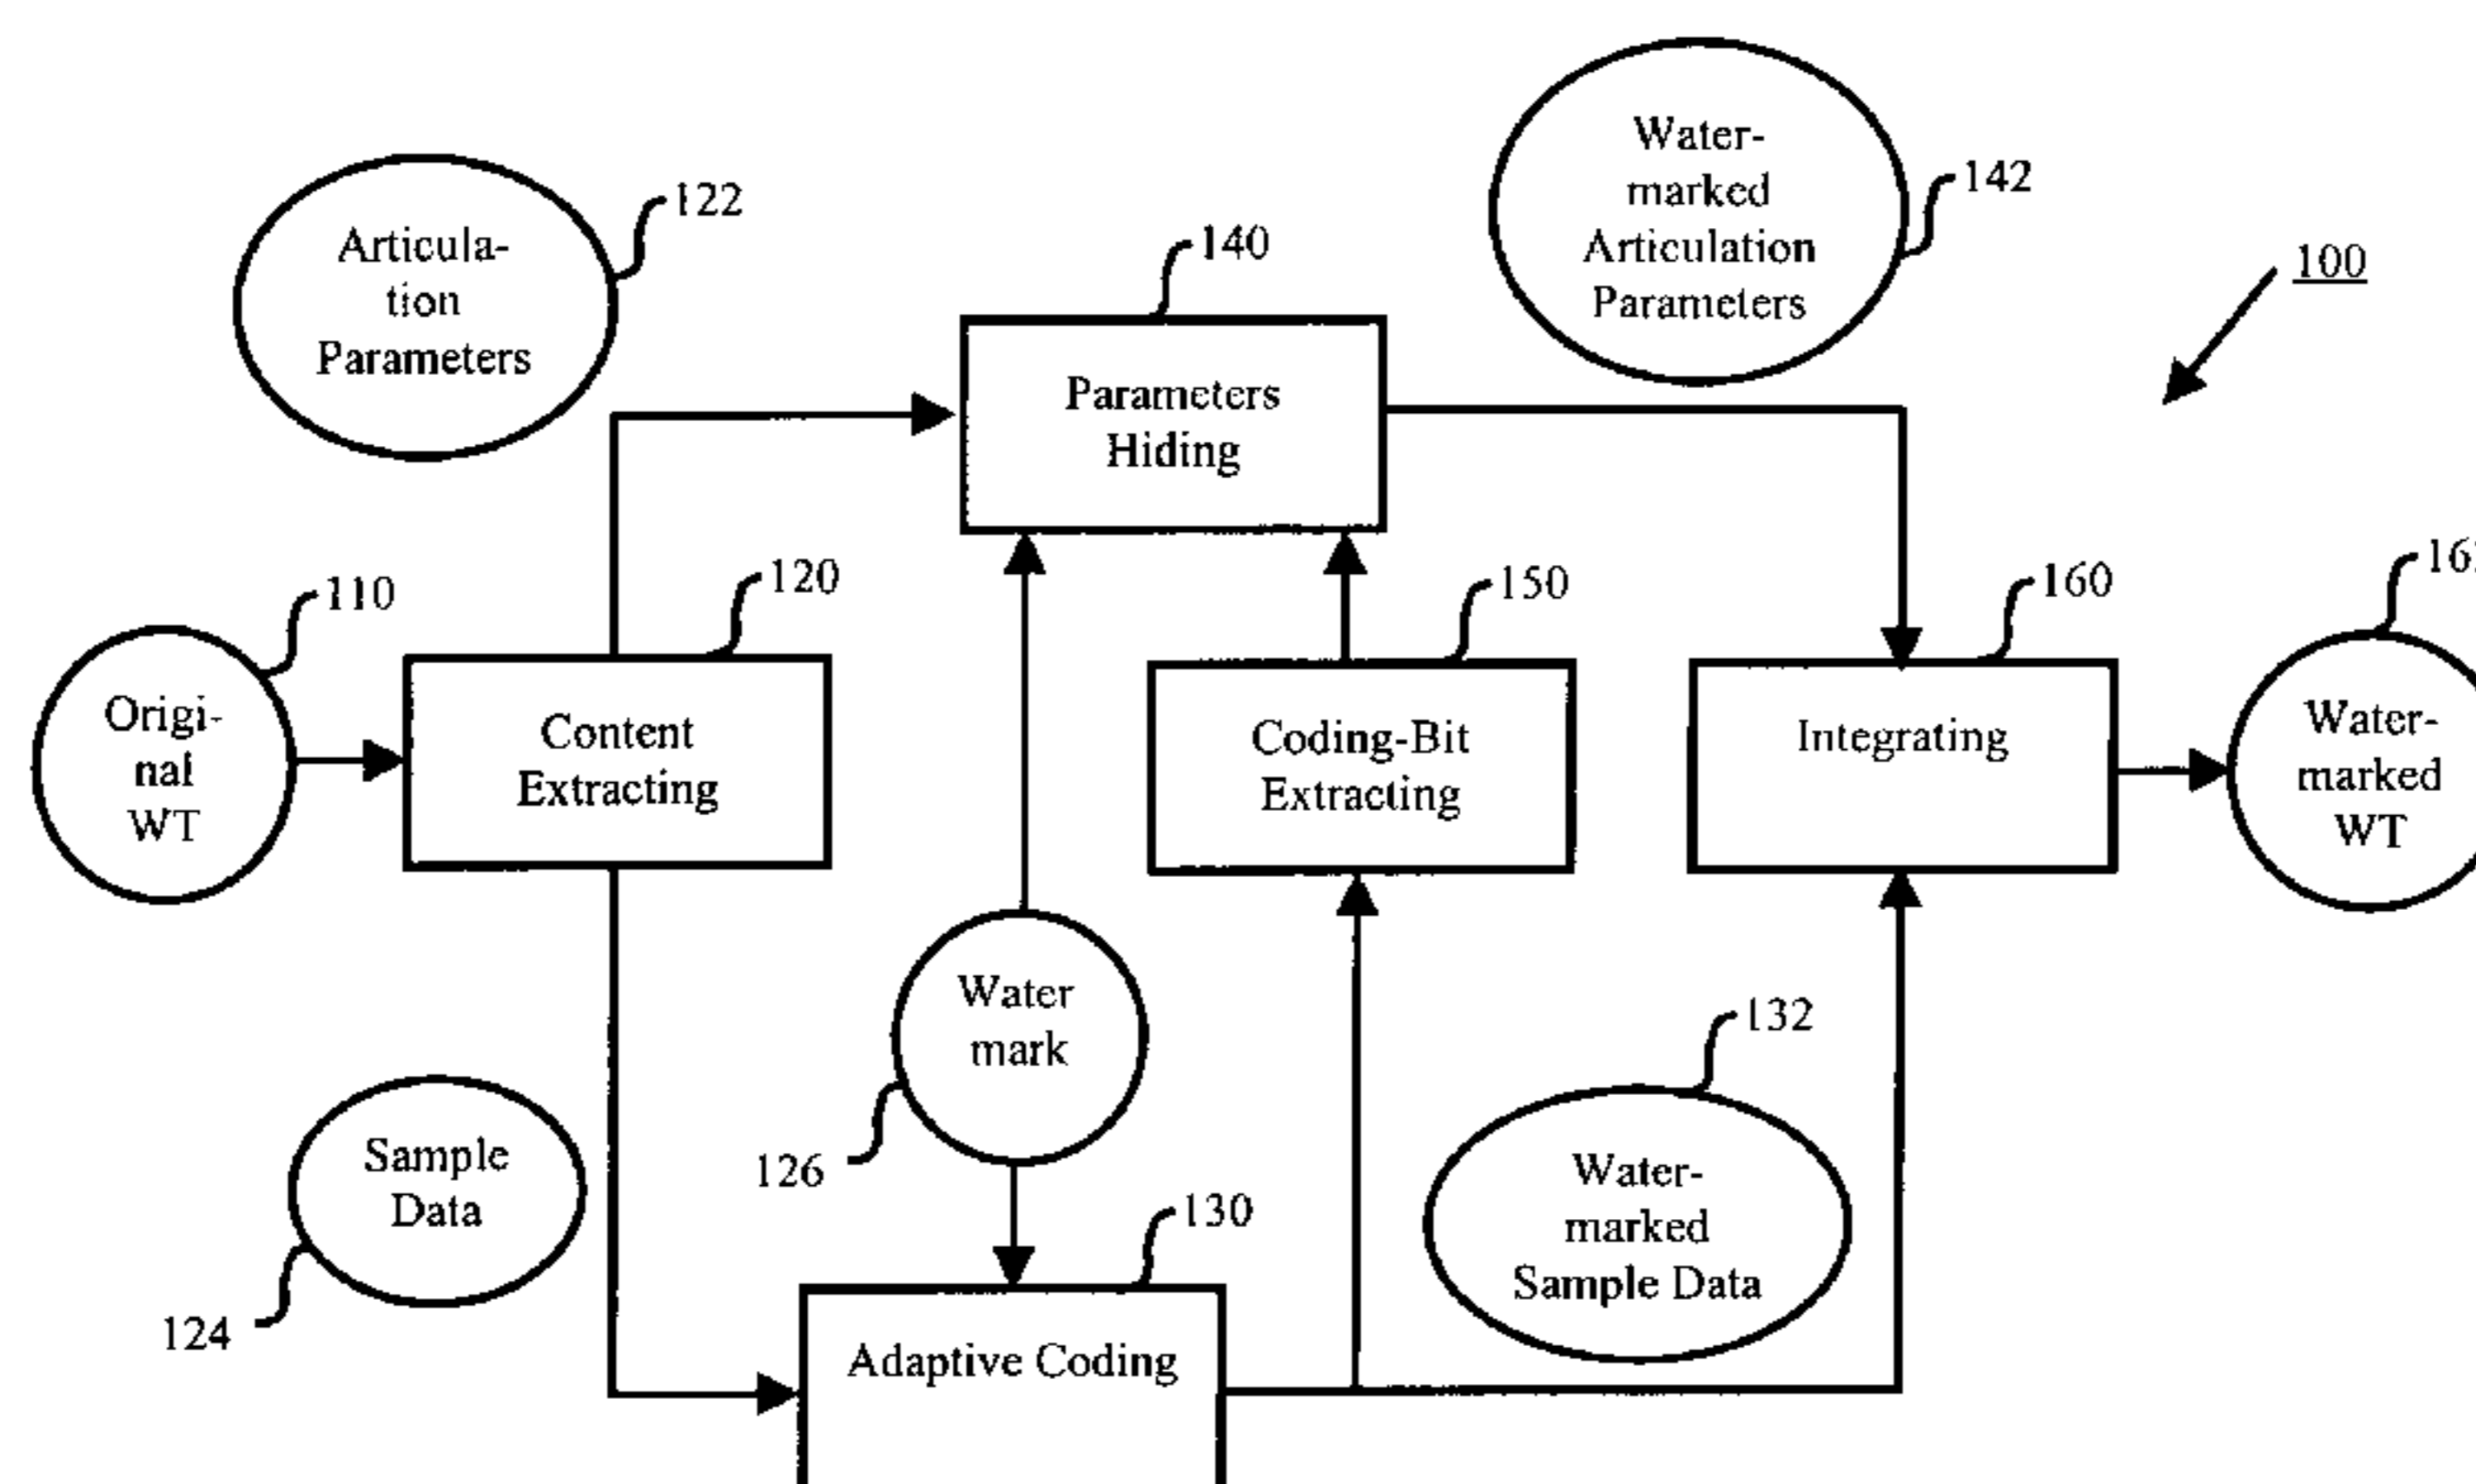 Water-
marked
Articulation
Parameters
142
122
Articula-
tion
Parameters
140
100
Parameters
Hiding
110
120
150
160
Origi-
nal
WT
Content
Extracting
Coding-Bit
Extracting
Integrating
Water-
marked
WT
Water
mark
126
132
Sample
Data
124
130
Water-
marked
Sample Data
Adaptive Coding